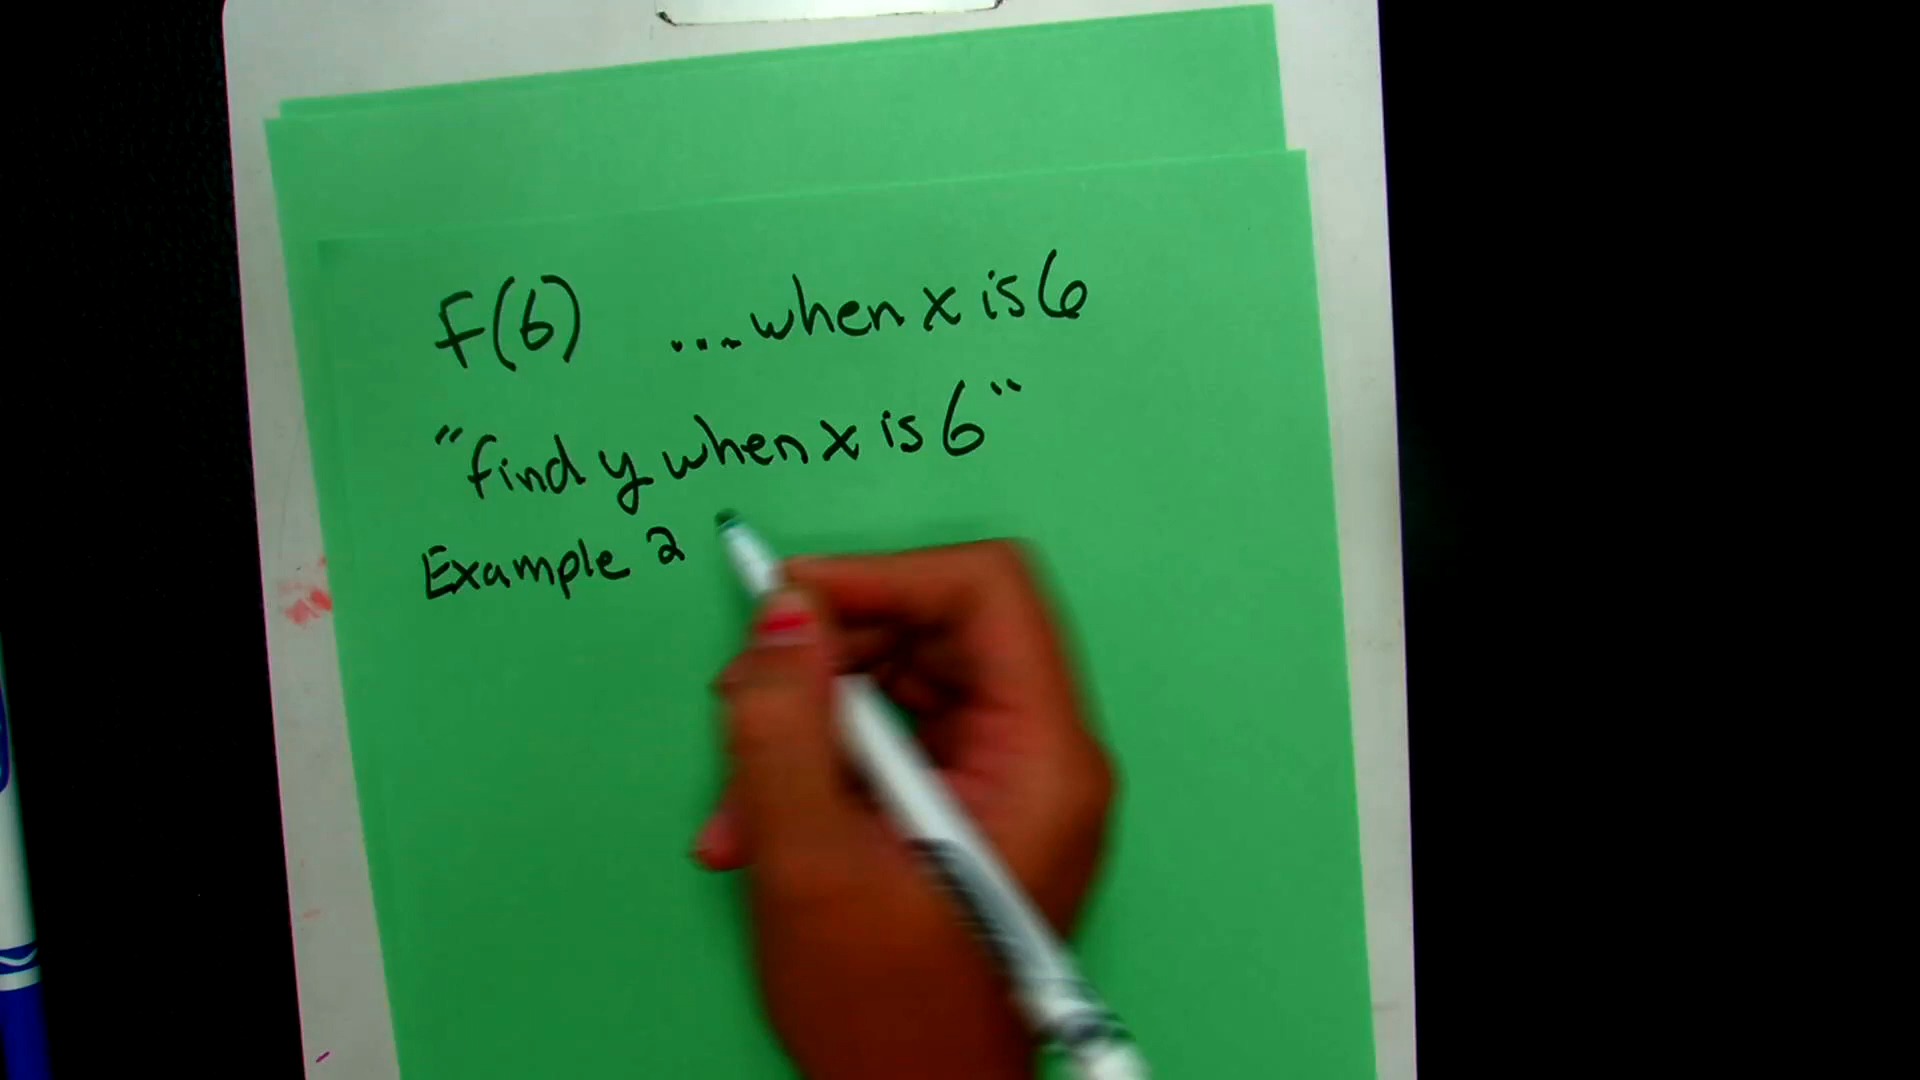 F(6) ....when x is 6
"find y when x is 6"
Example 2